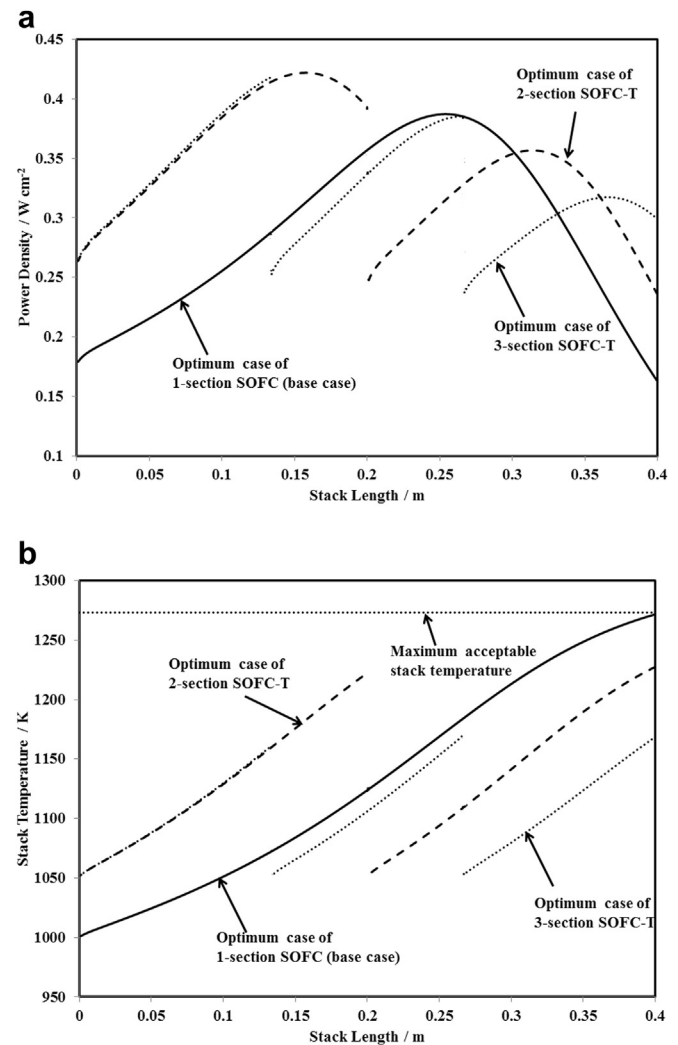 a
0.45
0.4
0.35
0.3
0.25
0.2
0.15
0.1
Power Density / W cm-2
Optimum case of
2-section SOFC-T
Optimum case of
3-section SOFC-T
Optimum case of
1-section SOFC (base case)
0 0.05 0.1 0.15 0.2 0.25 0.3 0.35 0.4
Stack Length / m
b
1300
1250
1200
1150
1100
1050
1000
950
Stack Temperature / K
Maximum acceptable
stack temperature
Optimum case of
2-section SOFC-T
Optimum case of
3-section SOFC-T
Optimum case of
1-section SOFC (base case)
0 0.05 0.1 0.15 0.2 0.25 0.3 0.35 0.4
Stack Length / m